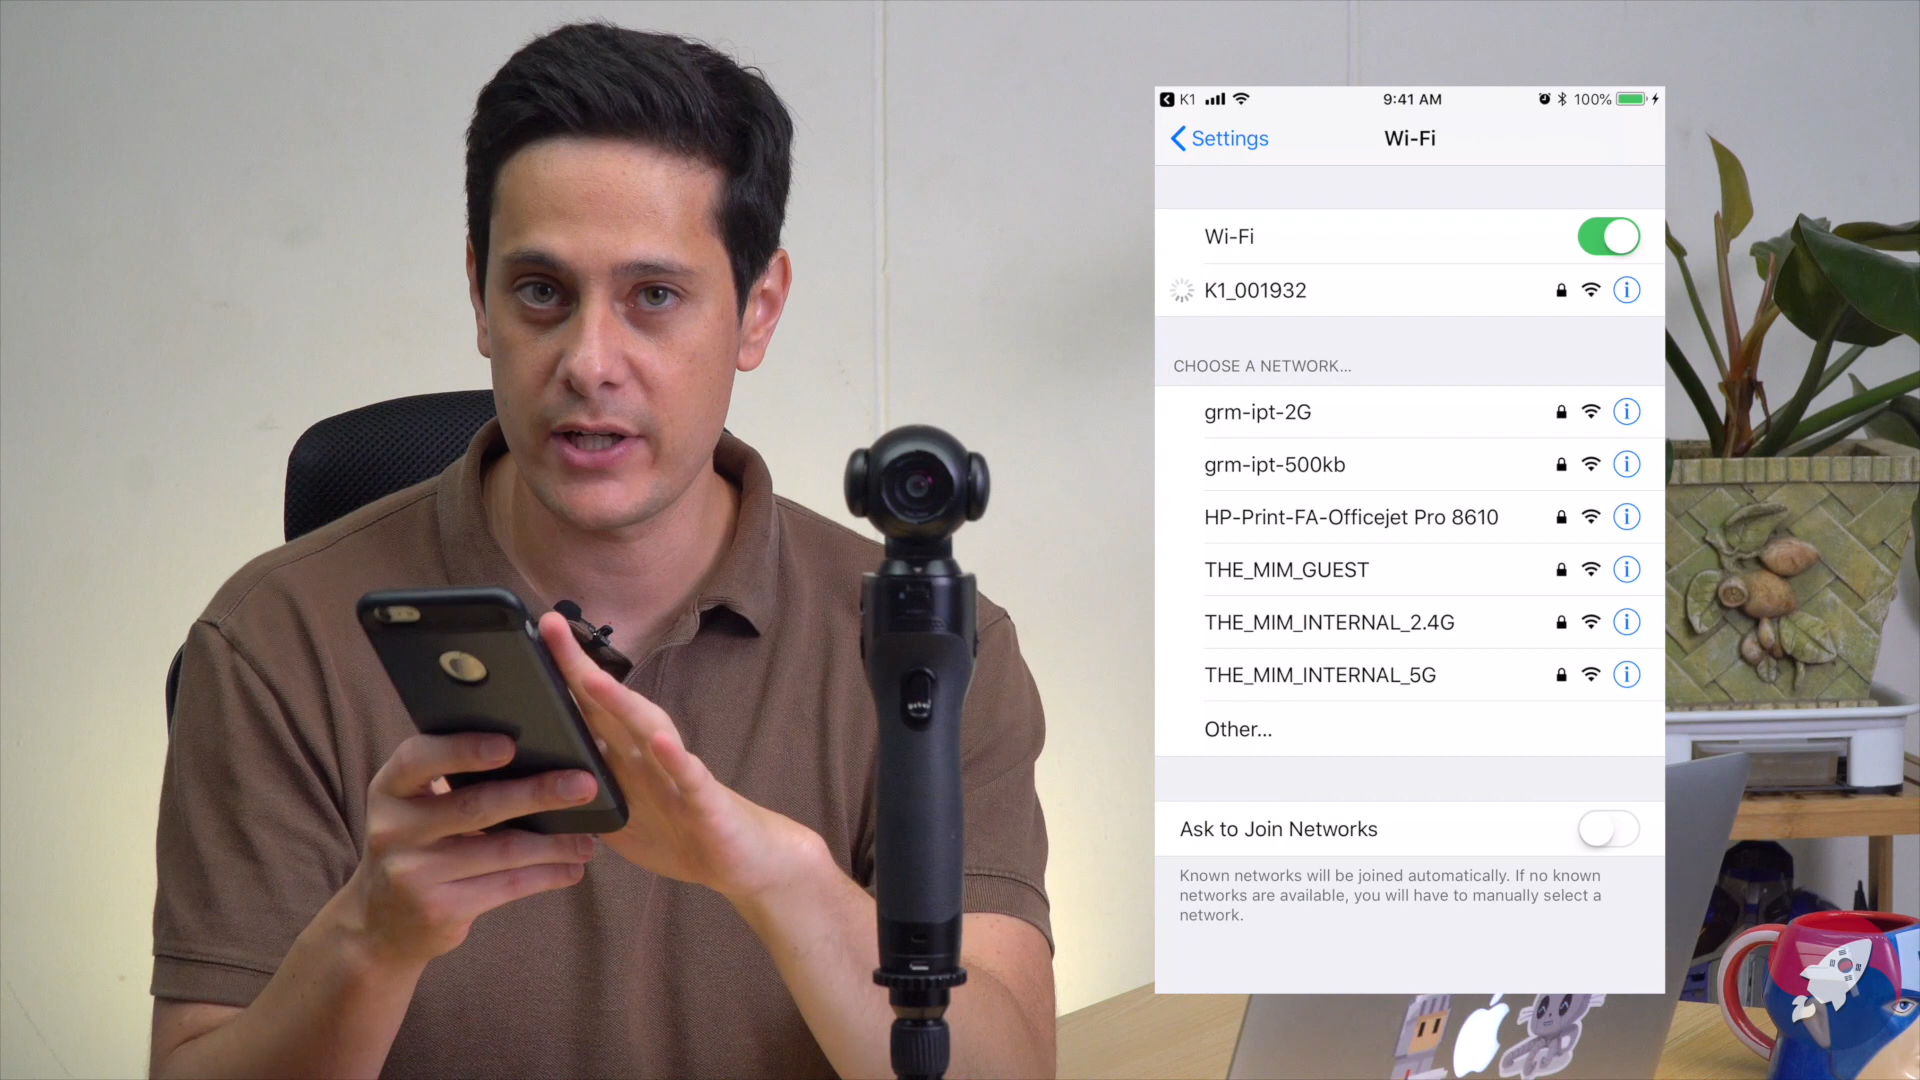 K1 9:41 AM 100%
Settings Wi-Fi
Wi-Fi
K1_001932
CHOOSE A NETWORK...
grm-ipt-2G
grm-ipt-500kb
HP-Print-FA-Officejet Pro 8610
THE_MIM_GUEST
THE_MIM_INTERNAL_2.4G
THE_MIM_INTERNAL_5G
Other...
Ask to Join Networks
Known networks will be joined automatically. If no known
networks are available, you will have to manually select a
network.